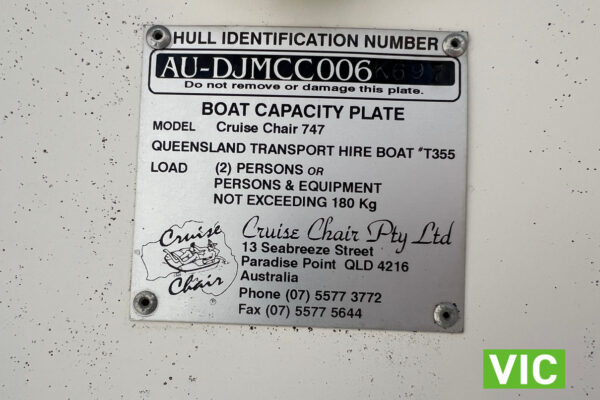 HULL IDENTIFICATION NUMBER
AU-DJMCC006
Do not remove or damage this plate.
BOAT CAPACITY PLATE
MODEL Cruise Chair 747
QUEENSLAND TRANSPORT HIRE BOAT #T355
LOAD (2) PERSONS OR
PERSONS & EQUIPMENT
NOT EXCEEDING 180 Kg
Cruise Chair
Cruise Chair Pty Ltd
13 Seabreeze Street
Paradise Point QLD 4216
Australia
Phone (07) 5577 3772
Fax (07) 5577 5644
VIC